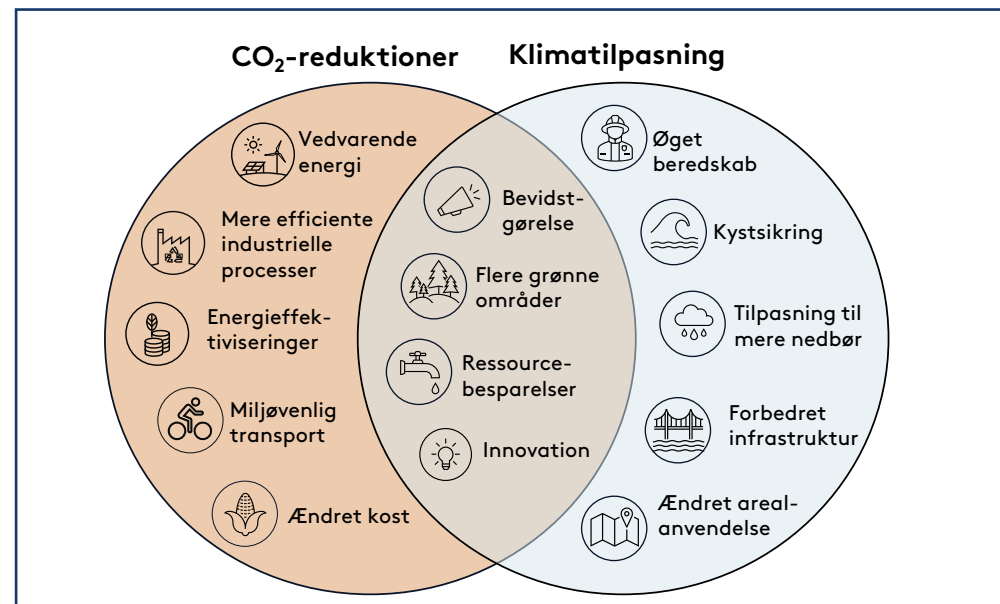 CO₂-reduktioner
Klimatilpasning
Vedvarende
energi
Mere efficiente
industrielle
processer
Energieffek-
tiviseringer
Miljøvenlig
transport
Ændret kost
Bevidst-
gørelse
Flere grønne
områder
Ressource-
besparelser
Innovation
Øget
beredskab
Kystsikring
Tilpasning til
mere nedbør
Forbedret
infrastruktur
Ændret areal-
anvendelse